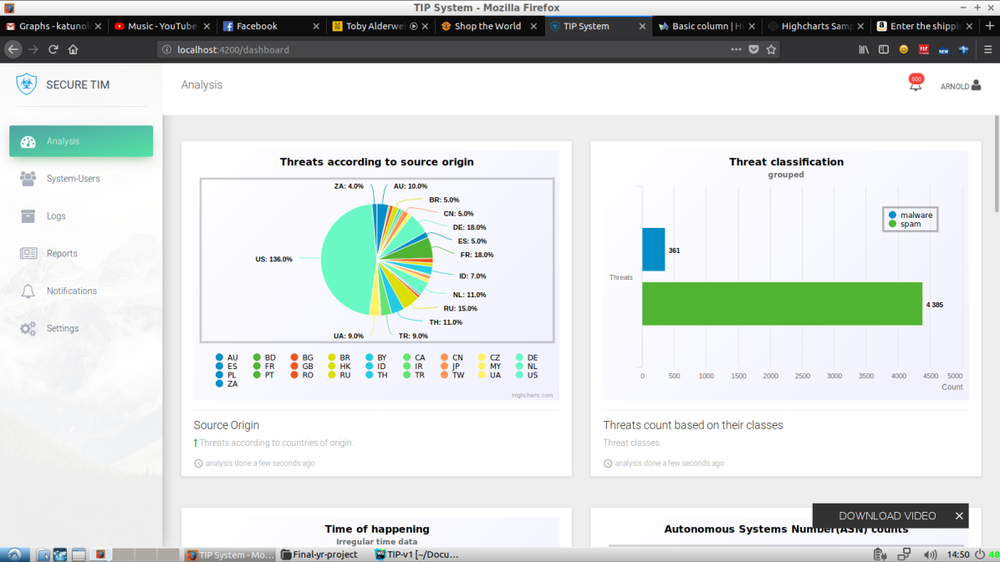 TIP System - Mozilla Firefox
Graphs - katunol
Music - YouTube
Facebook
Toby Alderwei
Shop the World
TIP System
Basic column | Hi
Highcharts Samp
Enter the shippin
localhost:4200/dashboard
NEW
SECURE TIM
Analysis
600
ARNOLD
Analysis
System-Users
Logs
Reports
Notifications
Settings
Threats according to source origin
ZA: 4.0%
AU: 10.0%
BR: 5.0%
CN: 5.0%
DE: 18.0%
ES: 5.0%
FR: 18.0%
US: 136.0%
ID: 7.0%
NL: 11.0%
RU: 15.0%
TH: 11.0%
UA: 9.0%
TR: 9.0%
AU BD BG BR BY CA CN CZ DE
ES FR GB HK ID IR JP MY NL
PL PT RO RU TH TR TW UA US
ZA
Highcharts.com
Source Origin
Threats according to countries of origin.
analysis done a few seconds ago
Threat classification
grouped
malware
spam
361
Threats
4 385
0 500 1000 1500 2000 2500 3000 3500 4000 4500 5000
Count
Threats count based on their classes
Threat classes
analysis done a few seconds ago
Time of happening
Irregular time data
Autonomous Systems Number(ASN) counts
DOWNLOAD VIDEO
TIP System - Mo...
Final-yr-project
TIP-v1 [~/Docu...
14:50
48